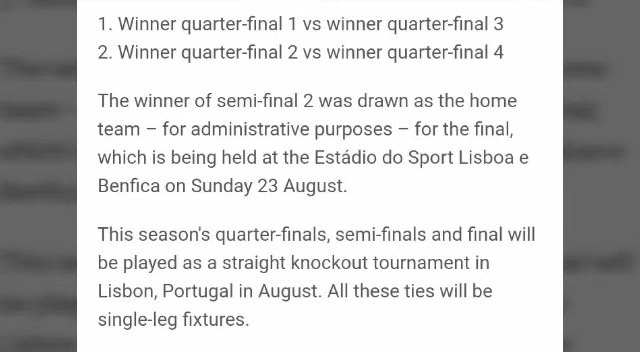 1. Winner quarter-final 1 vs winner quarter-final 3
2. Winner quarter-final 2 vs winner quarter-final 4
The winner of semi-final 2 was drawn as the home
team – for administrative purposes – for the final,
which is being held at the Estádio do Sport Lisboa e
Benfica on Sunday 23 August.
This season's quarter-finals, semi-finals and final will
be played as a straight knockout tournament in
Lisbon, Portugal in August. All these ties will be
single-leg fixtures.